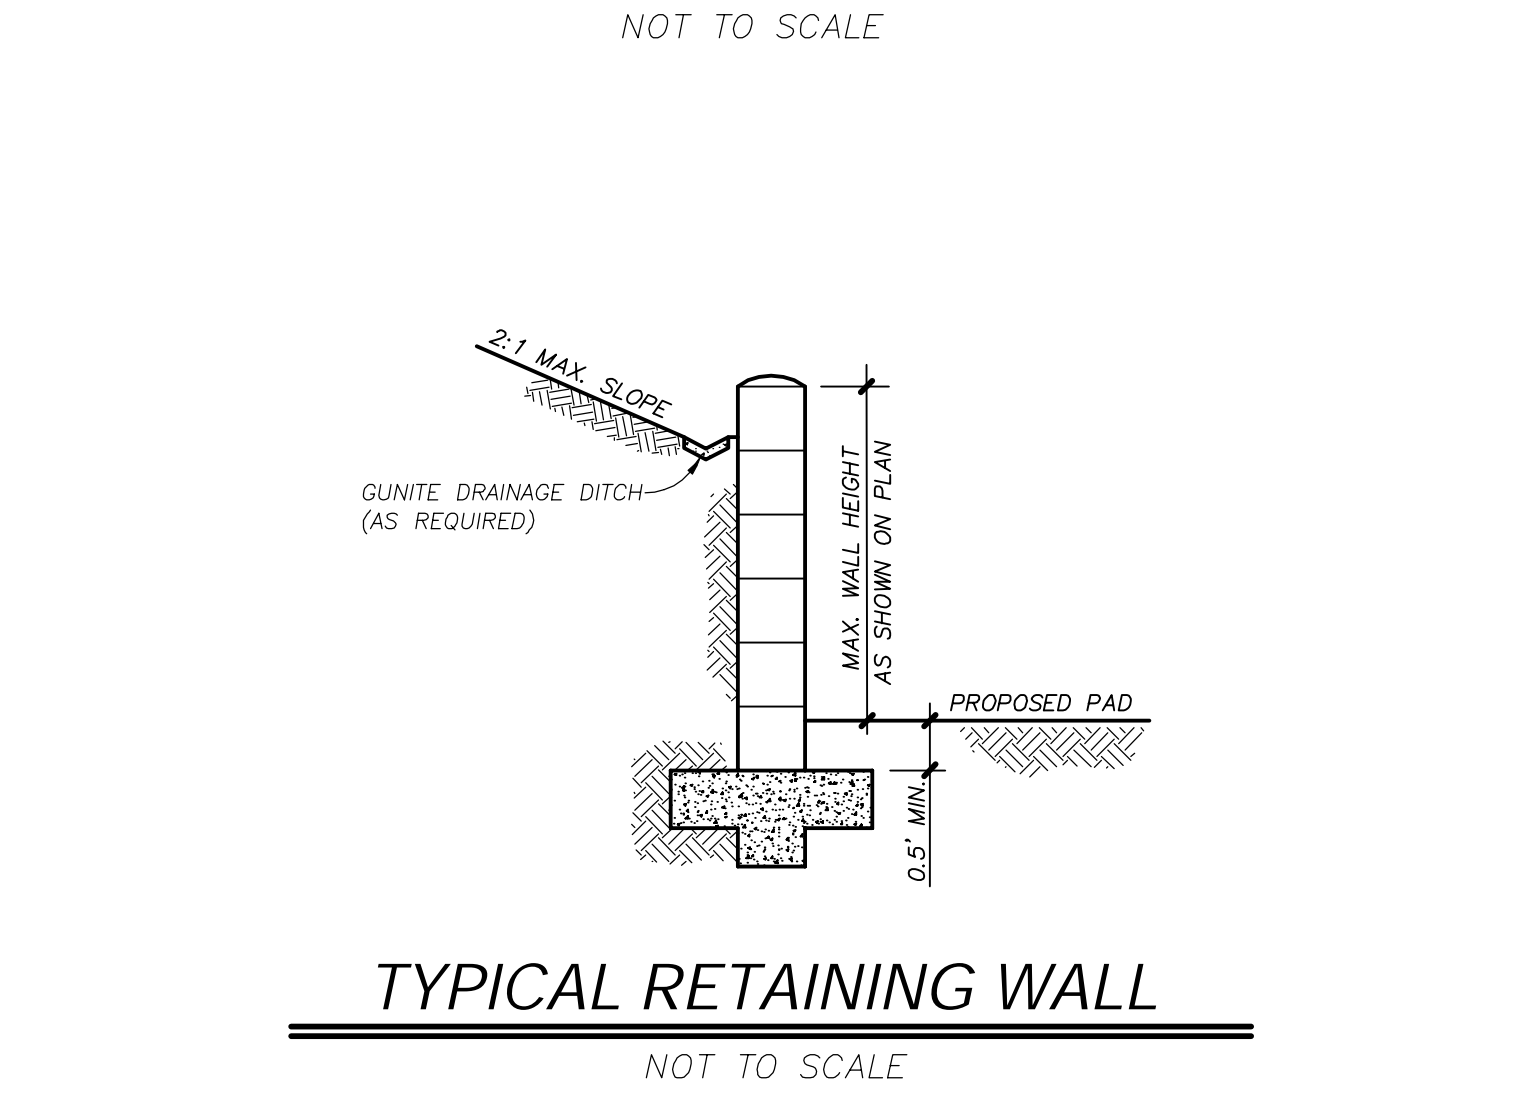 NOT TO SCALE
2:1 MAX. SLOPE
GUNITE DRAINAGE DITCH
(AS REQUIRED)
MAX. WALL HEIGHT
AS SHOWN ON PLAN
PROPOSED PAD
0.5' MIN.
TYPICAL RETAINING WALL
NOT TO SCALE